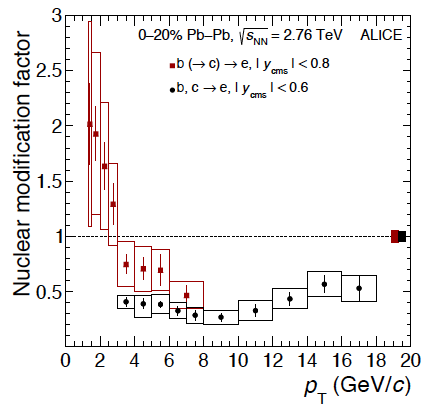 Nuclear modification factor
0–20% Pb–Pb, √s_NN = 2.76 TeV ALICE
b (→ c) → e, | y_cms | < 0.8
b, c → e, | y_cms | < 0.6
3
2.5
2
1.5
1
0.5
0 2 4 6 8 10 12 14 16 18 20
p_T (GeV/c)